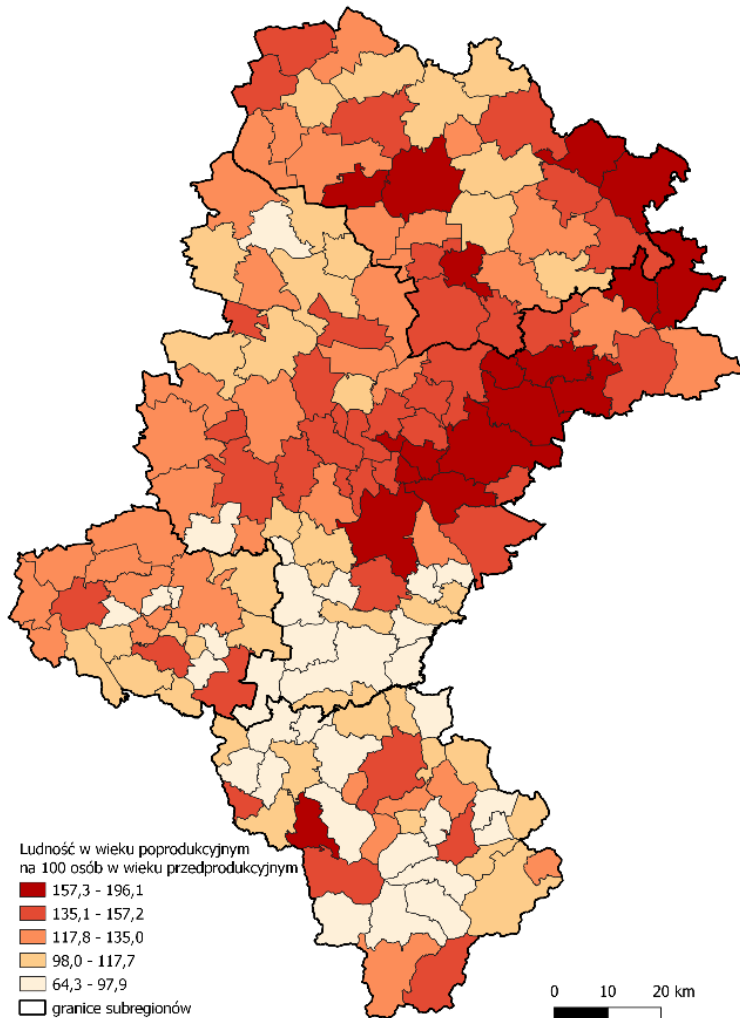 Ludność w wieku poprodukcyjnym
na 100 osób w wieku przedprodukcyjnym
157,3 - 196,1
135,1 - 157,2
117,8 - 135,0
98,0 - 117,7
64,3 - 97,9
granice subregionów
0 10 20 km